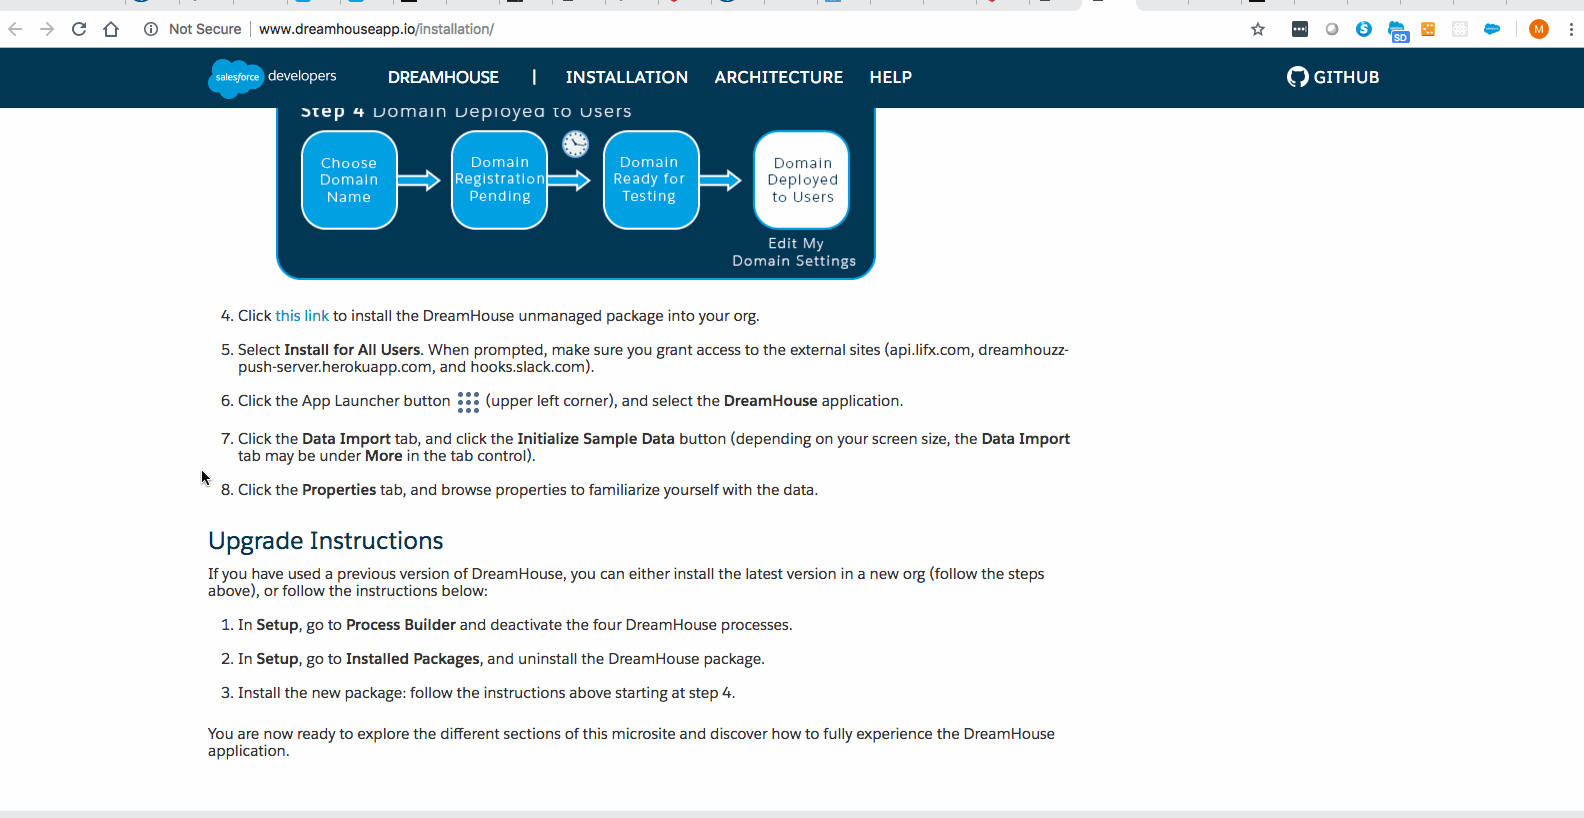 Not Secure www.dreamhouseapp.io/installation/
SD
M
salesforce developers DREAMHOUSE | INSTALLATION ARCHITECTURE HELP GITHUB
Step 4 Domain Deployed to Users
Choose
Domain
Name
Domain
Registration
Pending
Domain
Ready for
Testing
Domain
Deployed
to Users
Edit My
Domain Settings
4. Click this link to install the DreamHouse unmanaged package into your org.
5. Select Install for All Users. When prompted, make sure you grant access to the external sites (api.lifx.com, dreamhouzz-
push-server.herokuapp.com, and hooks.slack.com).
6. Click the App Launcher button (upper left corner), and select the DreamHouse application.
7. Click the Data Import tab, and click the Initialize Sample Data button (depending on your screen size, the Data Import
tab may be under More in the tab control).
8. Click the Properties tab, and browse properties to familiarize yourself with the data.
Upgrade Instructions
If you have used a previous version of DreamHouse, you can either install the latest version in a new org (follow the steps
above), or follow the instructions below:
1. In Setup, go to Process Builder and deactivate the four DreamHouse processes.
2. In Setup, go to Installed Packages, and uninstall the DreamHouse package.
3. Install the new package: follow the instructions above starting at step 4.
You are now ready to explore the different sections of this microsite and discover how to fully experience the DreamHouse
application.